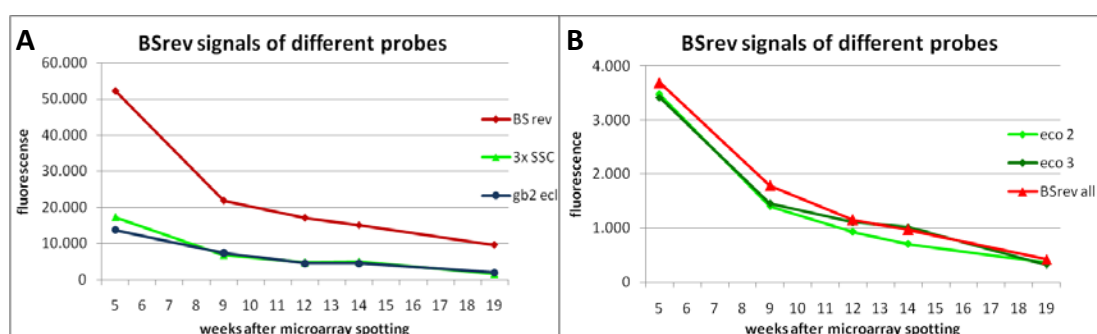 A
BSrev signals of different probes
60.000
50.000
40.000
30.000
20.000
10.000
0
fluorescense
5 6 7 8 9 10 11 12 13 14 15 16 17 18 19
weeks after microarray spotting
BS rev
3x SSC
gb2 ecl
B
BSrev signals of different probes
4.000
3.000
2.000
1.000
0
fluorescence
5 6 7 8 9 10 11 12 13 14 15 16 17 18 19
weeks after microarray spotting
eco 2
eco 3
BSrev all